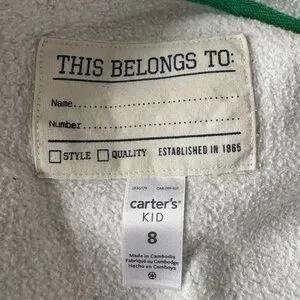 THIS BELONGS TO:
Name
Number
STYLE QUALITY ESTABLISHED IN 1865
carter's
KID
8
Made in Cambodia
Fabriqué au Cambodge
Hecho en Camboya